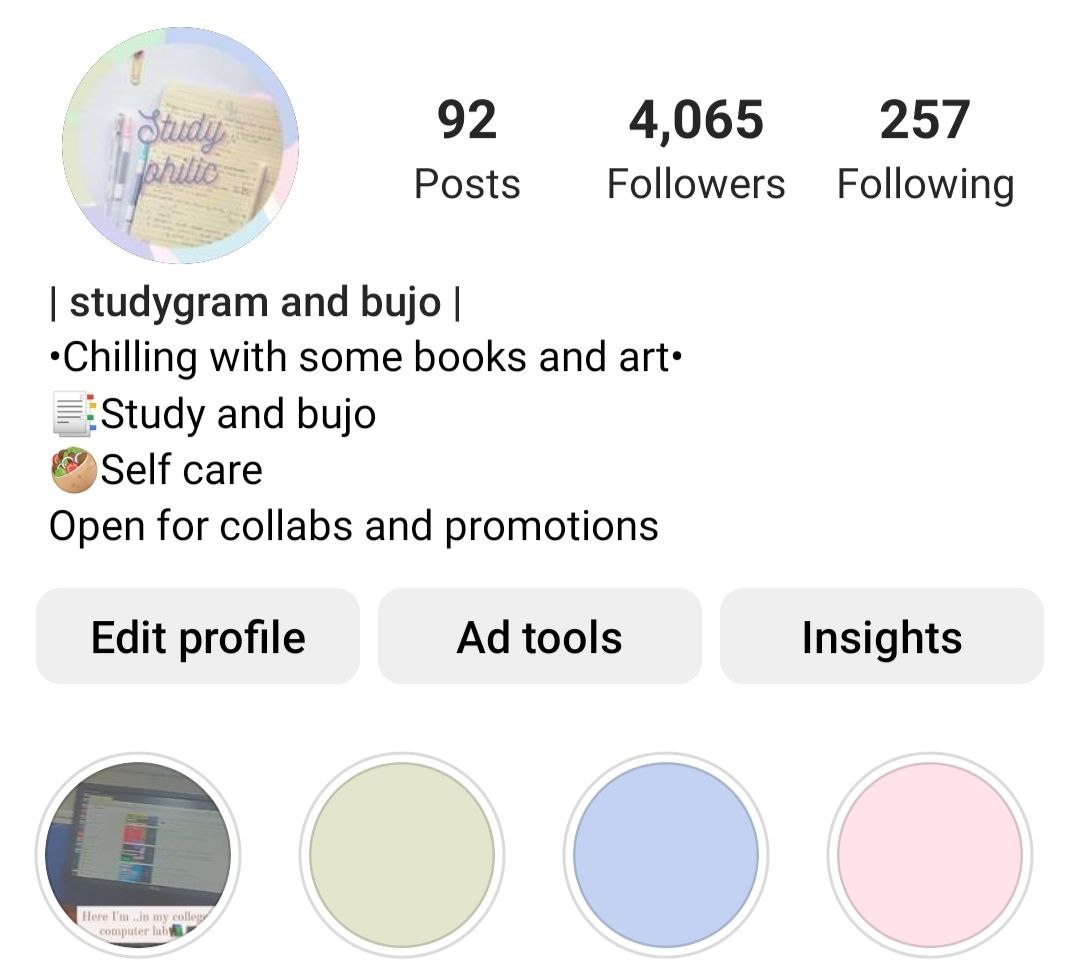 Study
philic
92
4,065
257
Posts
Followers
Following
| studygram and bujo |
•Chilling with some books and art•
📑Study and bujo
🥙Self care
Open for collabs and promotions
Edit profile
Ad tools
Insights
Here I'm ..in my college
computer lab